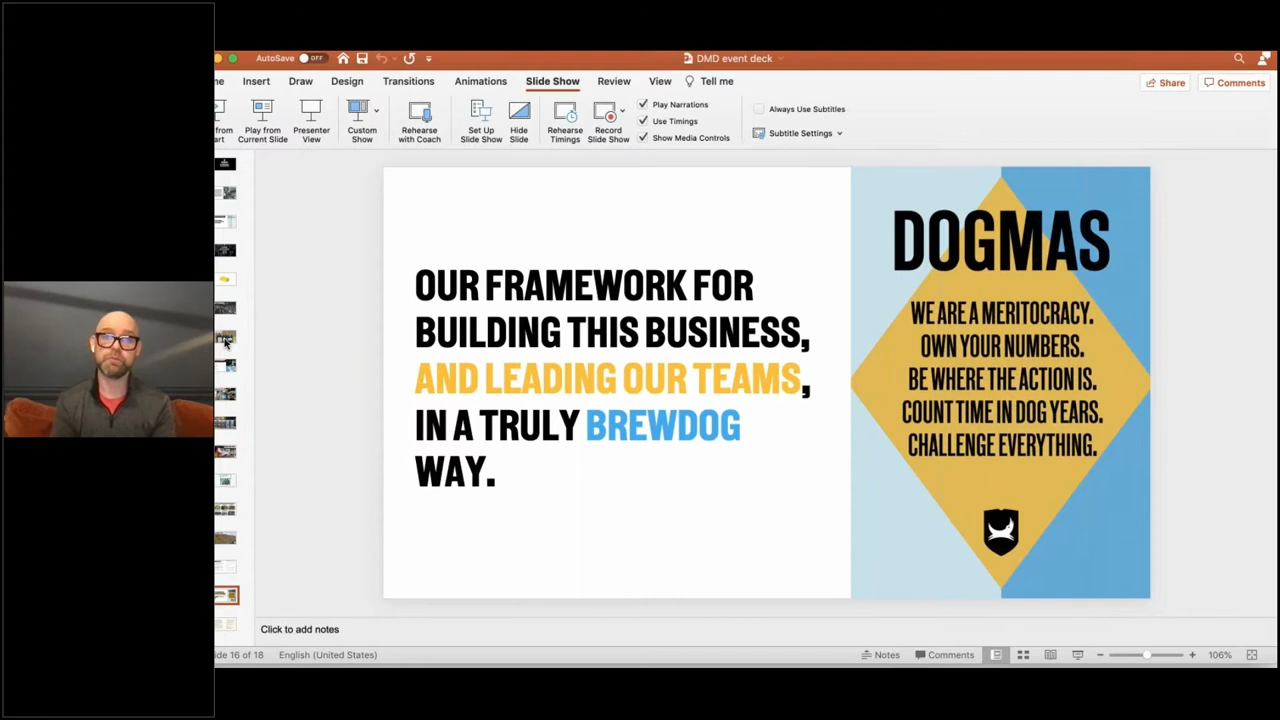 AutoSave
OFF
DMD event deck
Insert
Draw
Design
Transitions
Animations
Slide Show
Review
View
Tell me
Share
Comments
Play from
Current Slide
Presenter
View
Custom
Show
Rehearse
with Coach
Set Up
Slide Show
Hide
Slide
Rehearse
Timings
Record
Slide Show
Play Narrations
Use Timings
Show Media Controls
Always Use Subtitles
Subtitle Settings
OUR FRAMEWORK FOR
BUILDING THIS BUSINESS,
AND LEADING OUR TEAMS,
IN A TRULY BREWDOG
WAY.
DOGMAS
WE ARE A MERITOCRACY.
OWN YOUR NUMBERS.
BE WHERE THE ACTION IS.
COUNT TIME IN DOG YEARS.
CHALLENGE EVERYTHING.
Click to add notes
16 of 18
English (United States)
Notes
Comments
106%